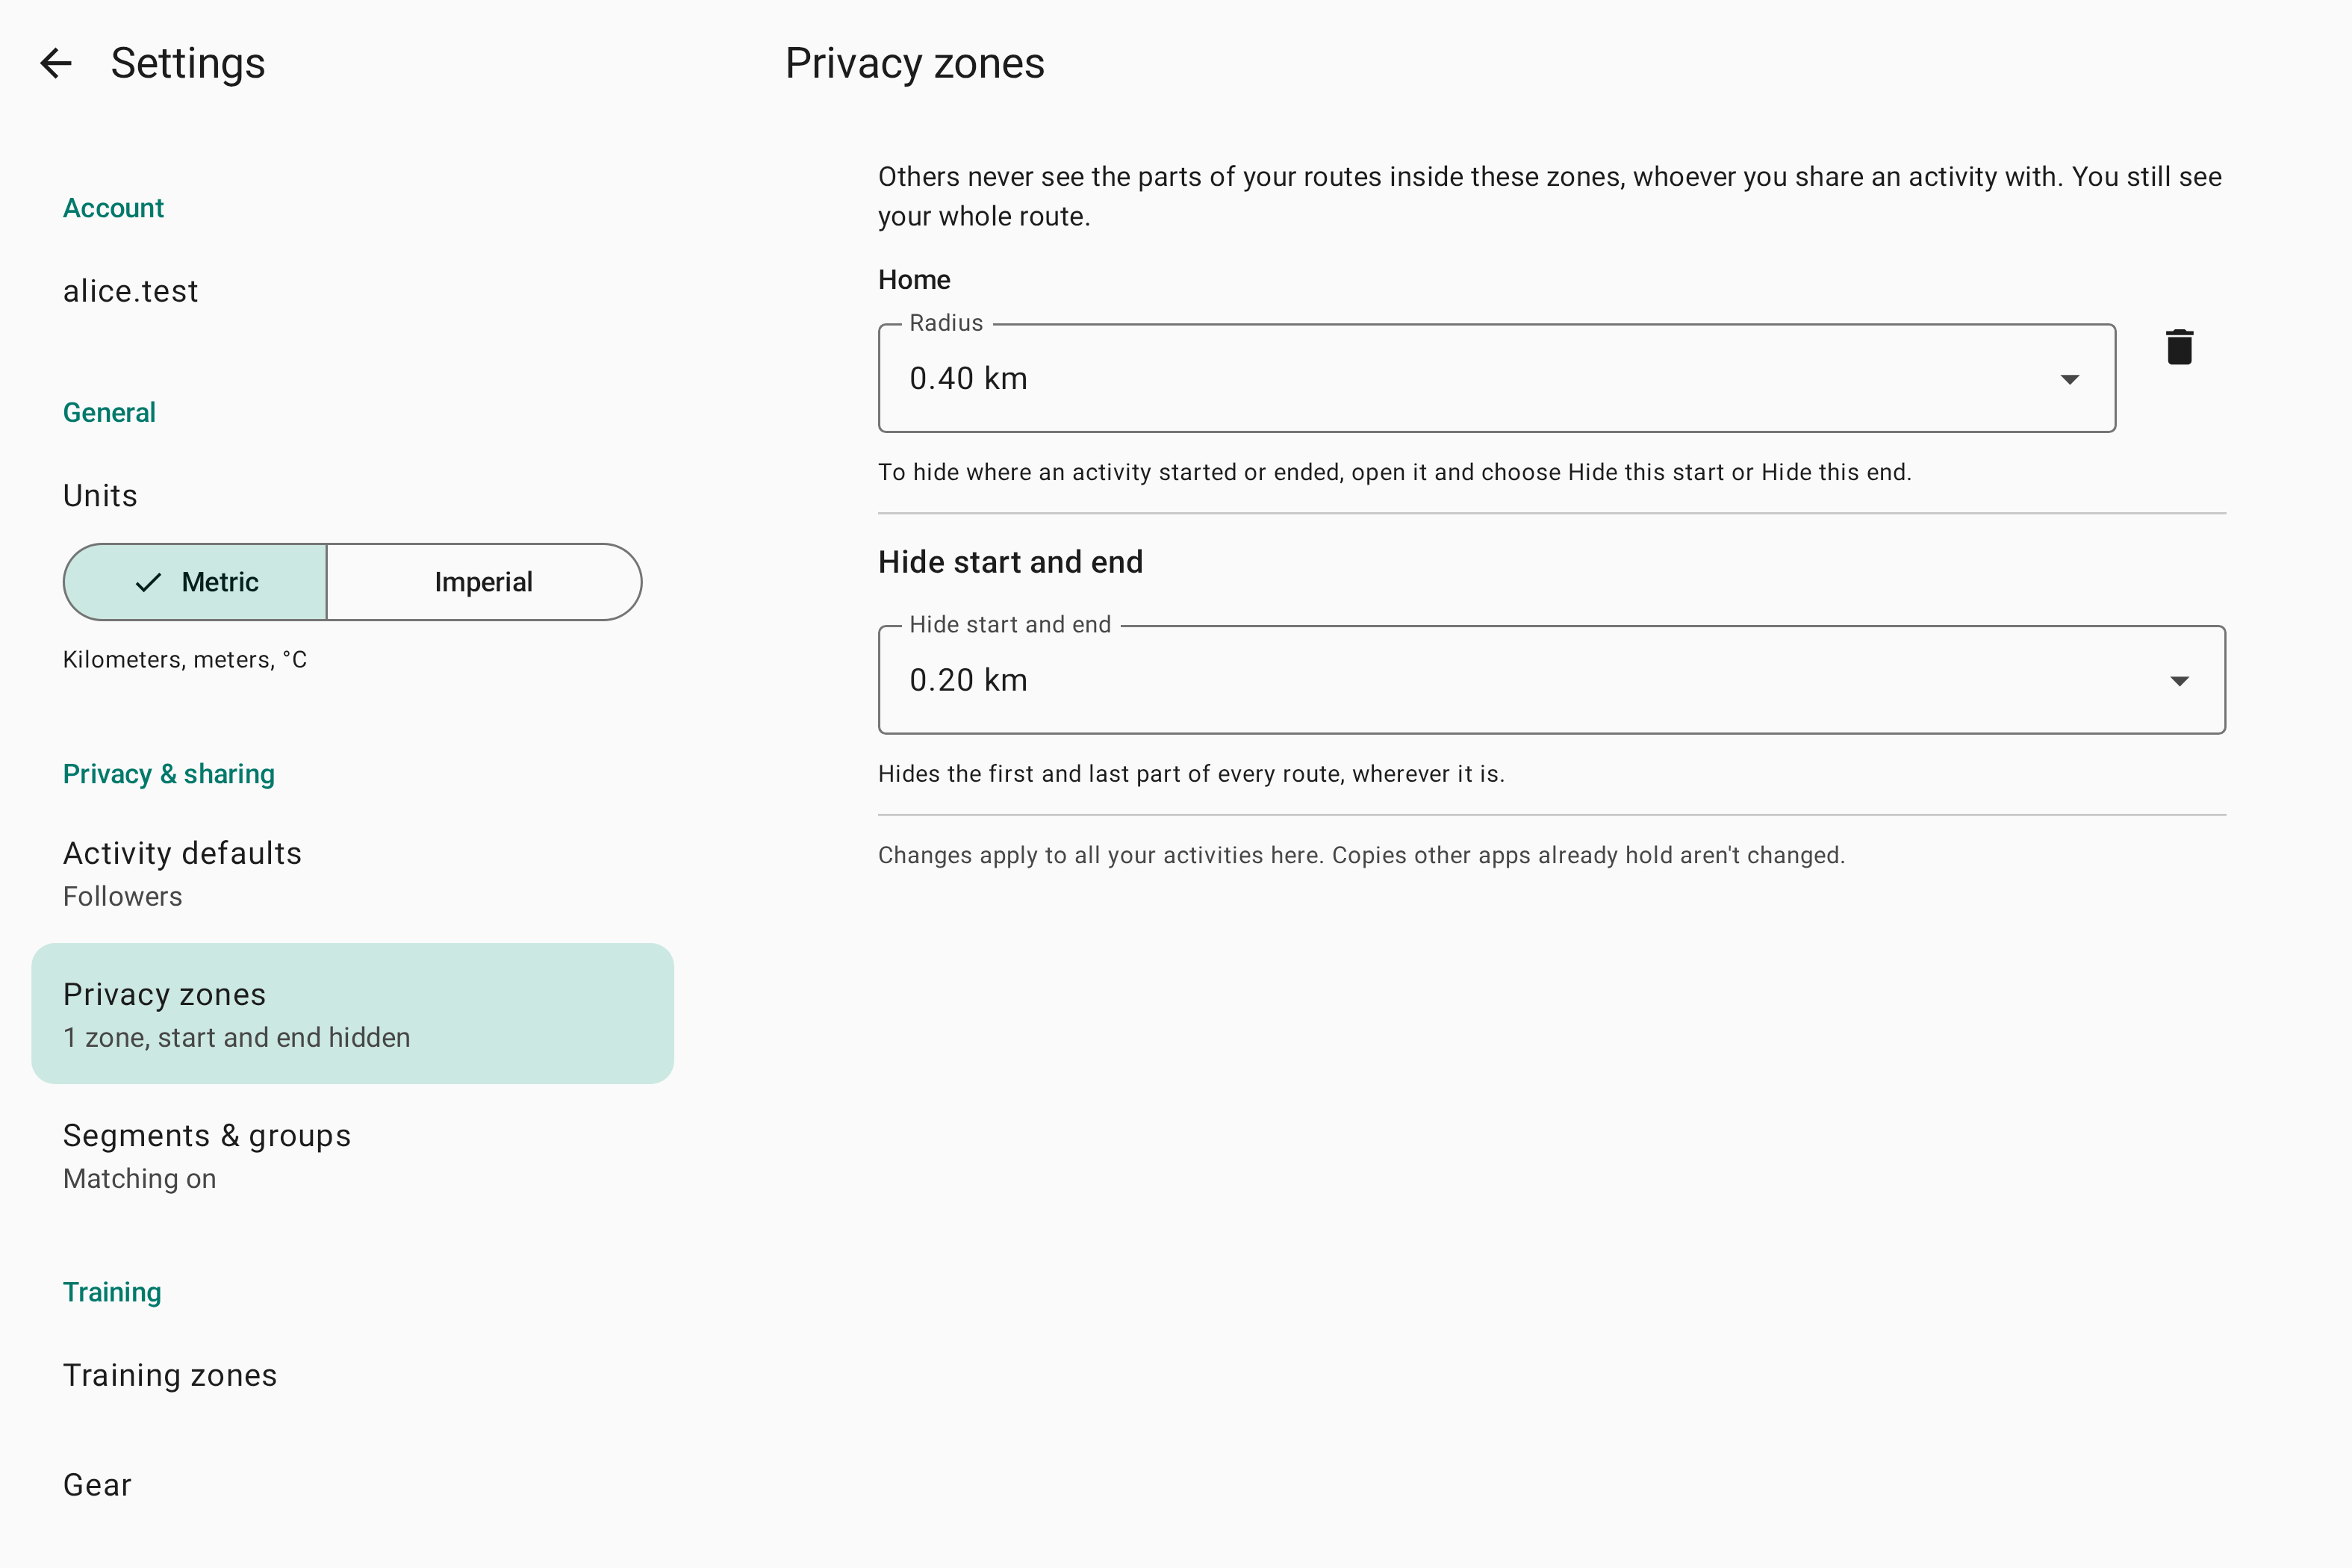 Settings
Account
alice.test
General
Units
Metric
Imperial
Kilometers, meters, °C
Privacy & sharing
Activity defaults
Followers
Privacy zones
1 zone, start and end hidden
Segments & groups
Matching on
Training
Training zones
Gear
Privacy zones
Others never see the parts of your routes inside these zones, whoever you share an activity with. You still see
your whole route.
Home
Radius
0.40 km
To hide where an activity started or ended, open it and choose Hide this start or Hide this end.
Hide start and end
Hide start and end
0.20 km
Hides the first and last part of every route, wherever it is.
Changes apply to all your activities here. Copies other apps already hold aren't changed.